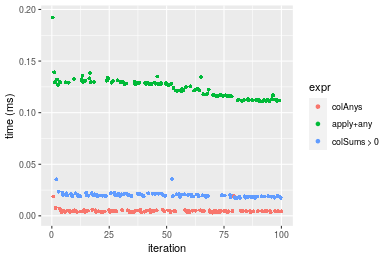 0.20
0.15
0.10
0.05
0.00
time (ms)
0
25
50
75
100
iteration
expr
colAnys
apply+any
colSums > 0